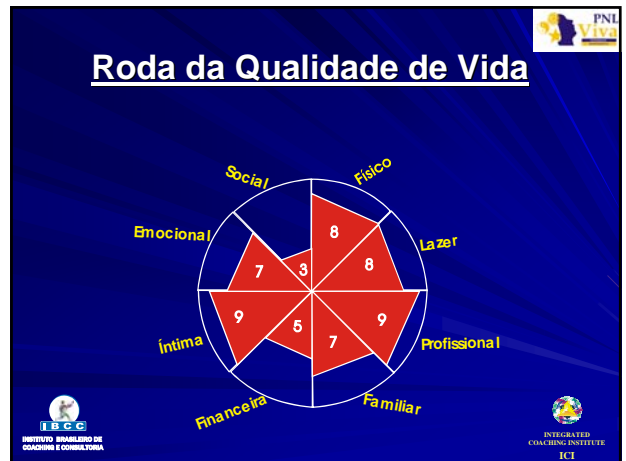 PNL
Viva
Roda da Qualidade de Vida
Social
Físico
Emocional
Lazer
8
8
7
3
9
9
5
7
Íntima
Profissional
Financeira
Familiar
IBCC
INSTITUTO BRASILEIRO DE
COACHING E CONSULTORIA
INTEGRATED
COACHING INSTITUTE
ICI